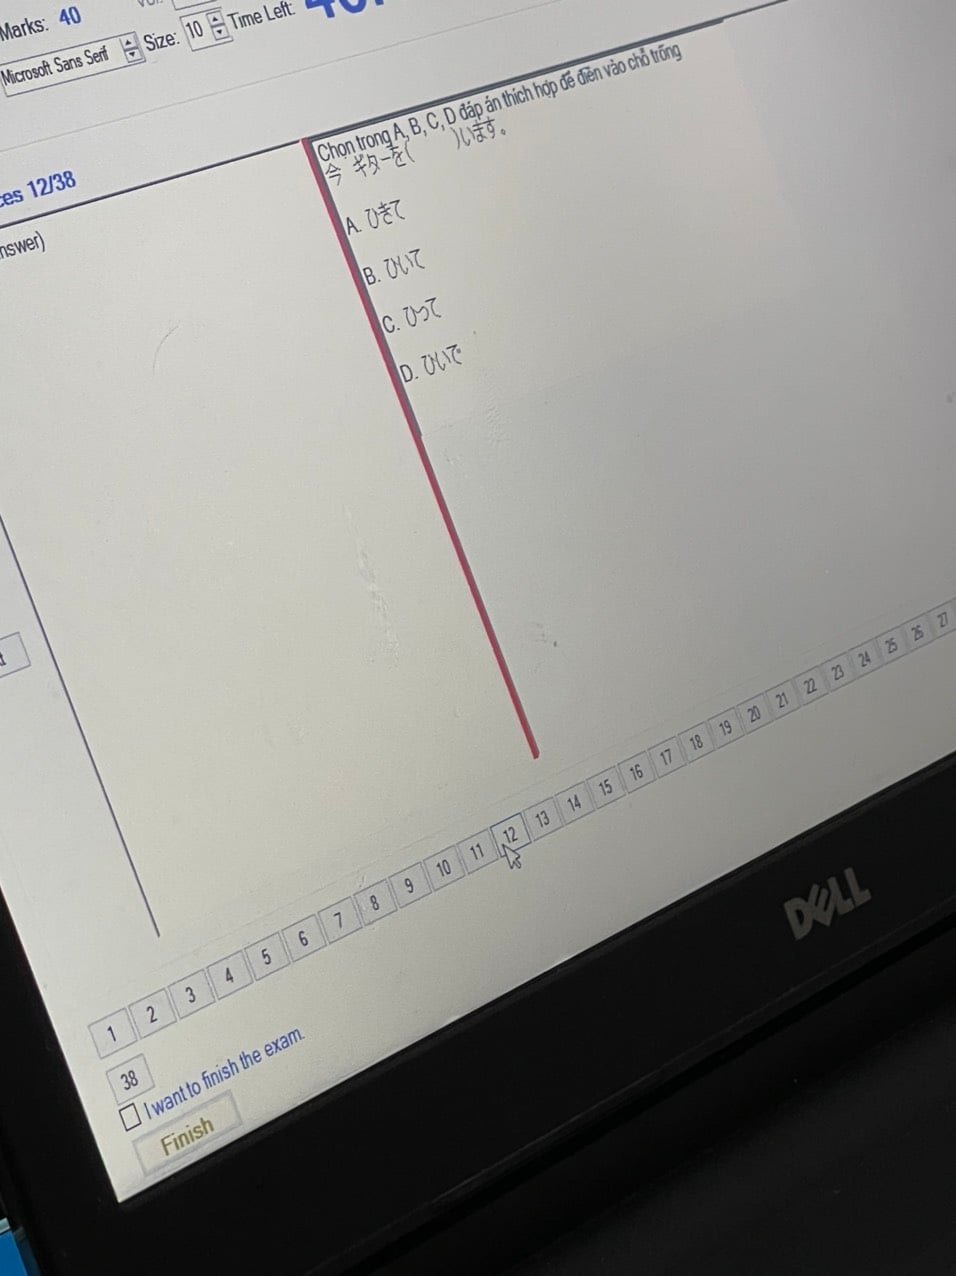 Marks: 40
Microsoft Sans Serif
Size: 10
Time Left:
12/38
Chọn trong A, B, C, D đáp án thích hợp để điền vào chỗ trống
今 ギターを( )います。
A. ひきて
B. ひいて
C. ひって
D. ひいで
1 2 3 4 5 6 7 8 9 10 11 12 13 14 15 16 17 18 19 20 21 22 23 24 25 26 27
38
I want to finish the exam.
Finish
DELL